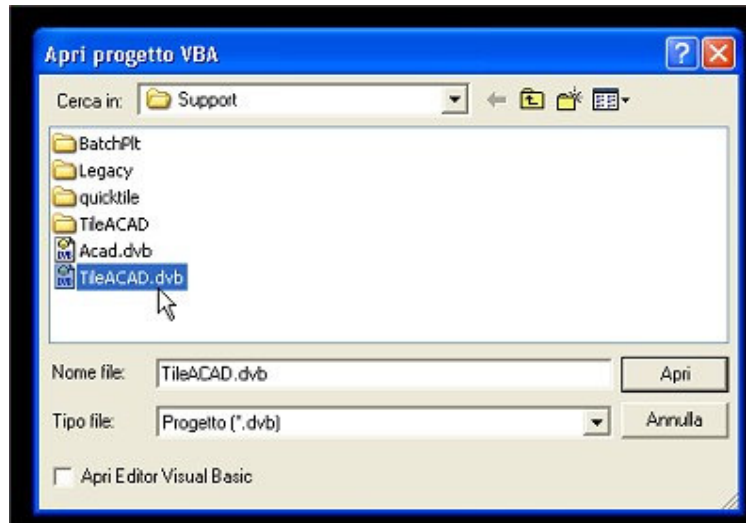 Apri progetto VBA
Cerca in: Support
BatchPlt
Legacy
quicktile
TileACAD
Acad.dvb
TileACAD.dvb
Nome file: TileACAD.dvb Apri
Tipo file: Progetto (*.dvb) Annulla
Apri Editor Visual Basic